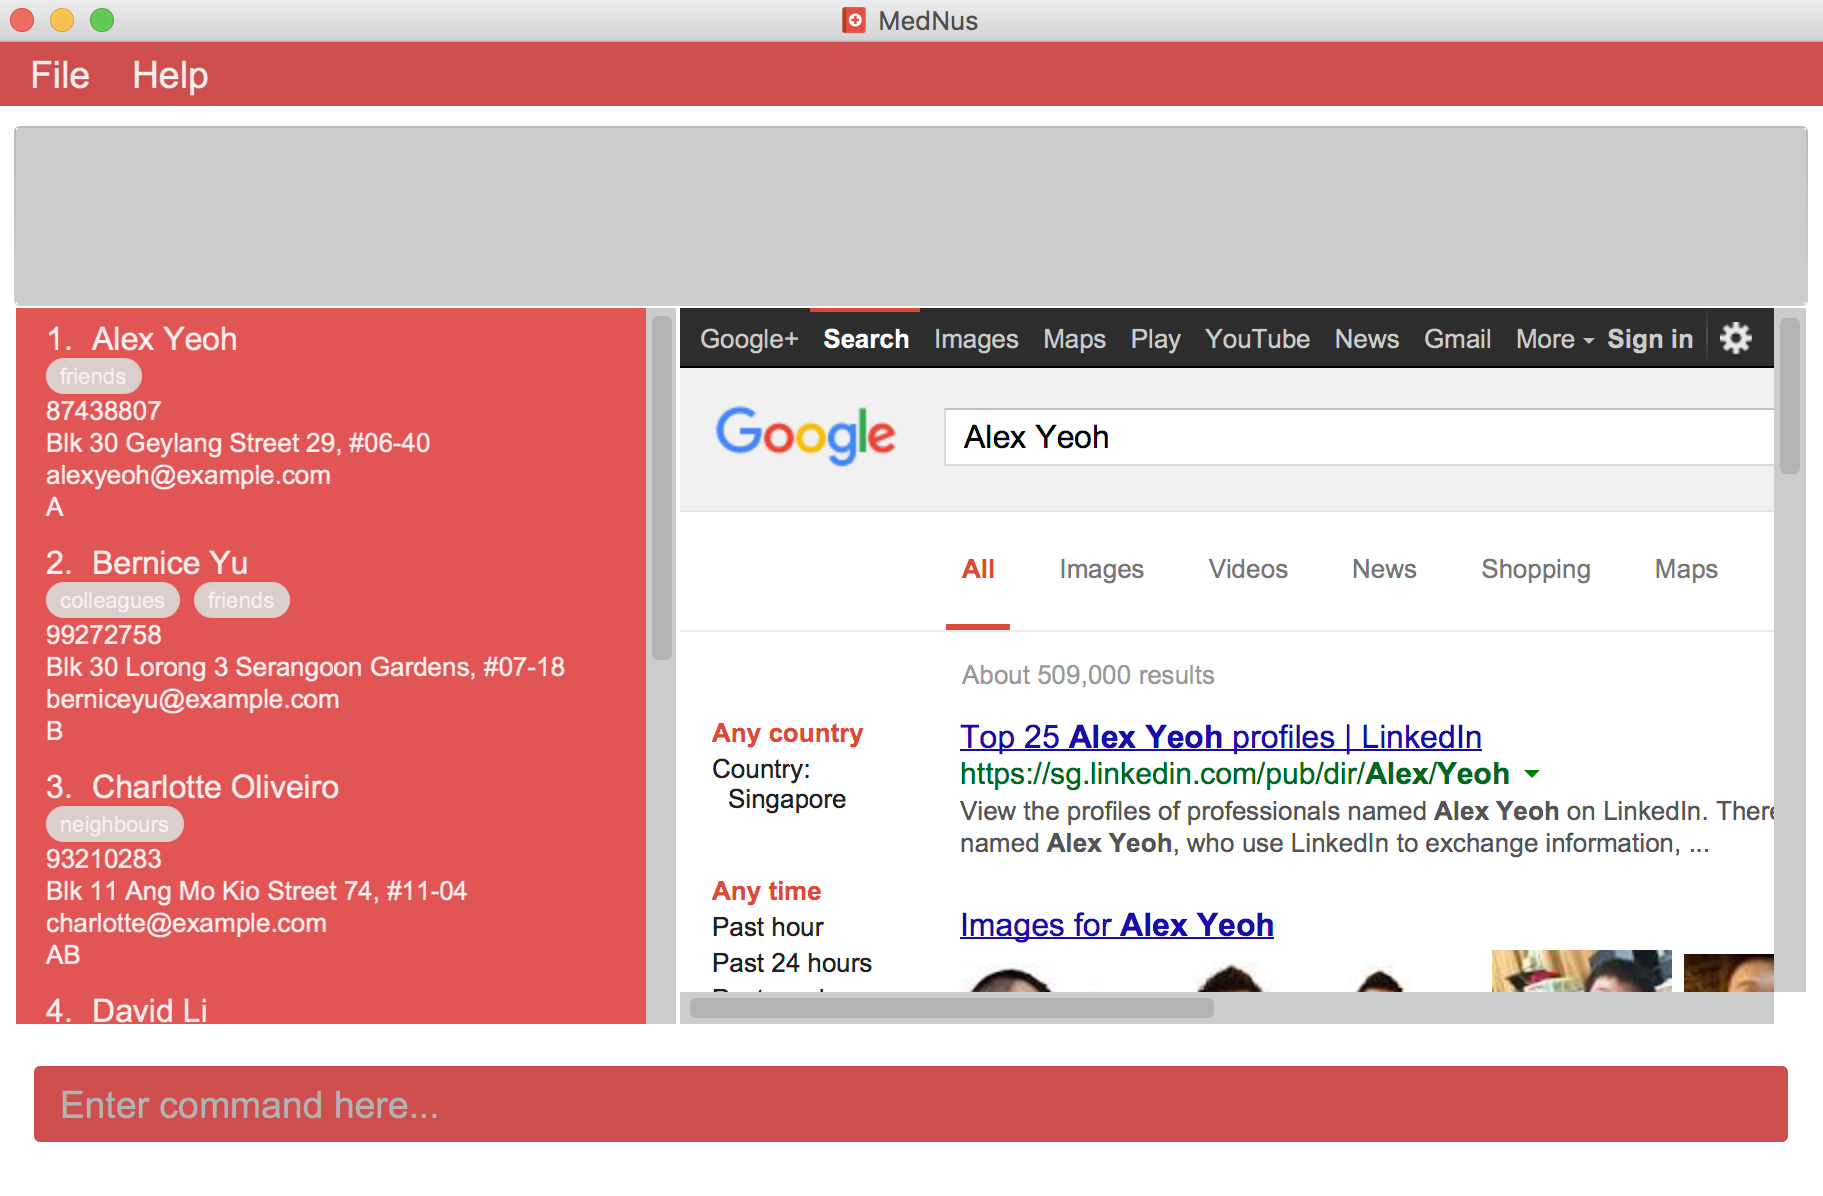 MedNus
File Help
1. Alex Yeoh
friends
87438807
Blk 30 Geylang Street 29, #06-40
alexyeoh@example.com
A
2. Bernice Yu
colleagues friends
99272758
Blk 30 Lorong 3 Serangoon Gardens, #07-18
berniceyu@example.com
B
3. Charlotte Oliveiro
neighbours
93210283
Blk 11 Ang Mo Kio Street 74, #11-04
charlotte@example.com
AB
4. David Li
Google+ Search Images Maps Play YouTube News Gmail More Sign in
Google
Alex Yeoh
All Images Videos News Shopping Maps
About 509,000 results
Any country
Country:
Singapore
Any time
Past hour
Past 24 hours
Top 25 Alex Yeoh profiles | LinkedIn
https://sg.linkedin.com/pub/dir/Alex/Yeoh
View the profiles of professionals named Alex Yeoh on LinkedIn. There
named Alex Yeoh, who use LinkedIn to exchange information, ...
Images for Alex Yeoh
Enter command here...